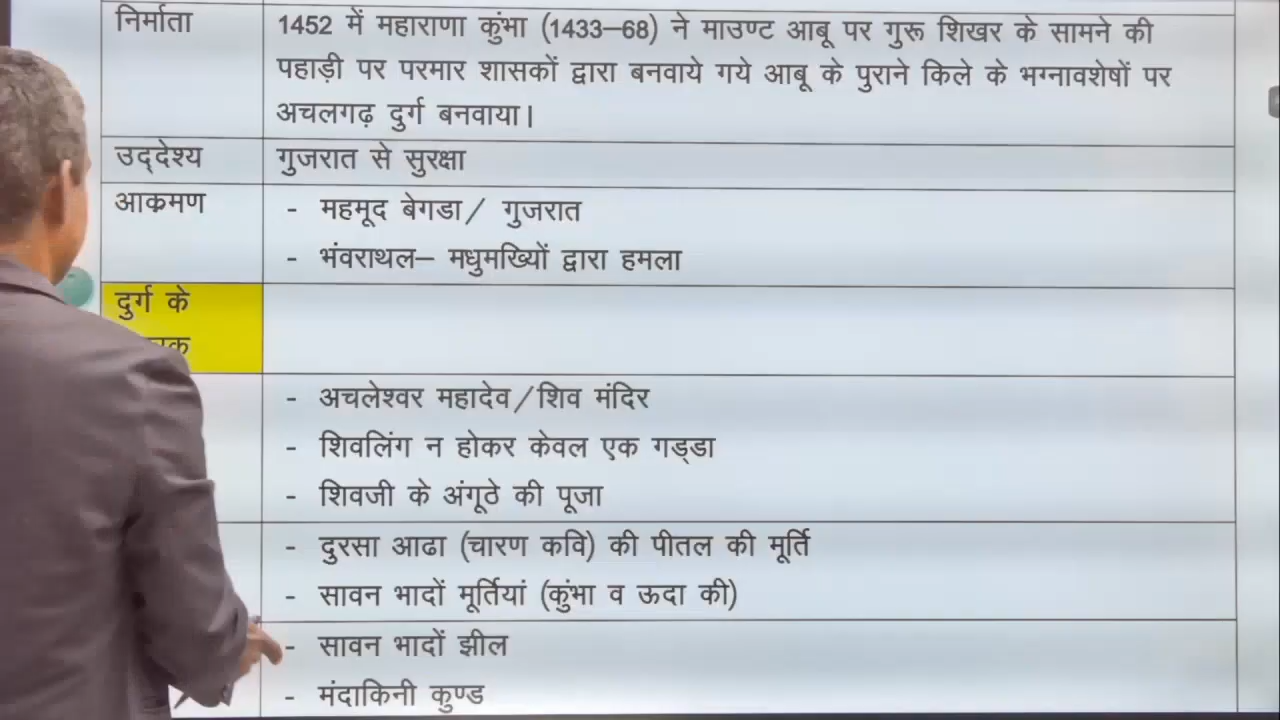 निर्माता
1452 में महाराणा कुंभा (1433–68) ने माउण्ट आबू पर गुरू शिखर के सामने की
पहाड़ी पर परमार शासकों द्वारा बनवाये गये आबू के पुराने किले के भग्नावशेषों पर
अचलगढ़ दुर्ग बनवाया।
उद्देश्य
गुजरात से सुरक्षा
आक्रमण
- महमूद बेगडा/ गुजरात
- भंवराथल– मधुमखियों द्वारा हमला
दुर्ग के
- अचलेश्वर महादेव/शिव मंदिर
- शिवलिंग न होकर केवल एक गड्डा
- शिवजी के अंगूठे की पूजा
- दुरसा आढा (चारण कवि) की पीतल की मूर्ति
- सावन भादों मूर्तियां (कुंभा व ऊदा की)
- सावन भादों झील
- मंदाकिनी कुण्ड